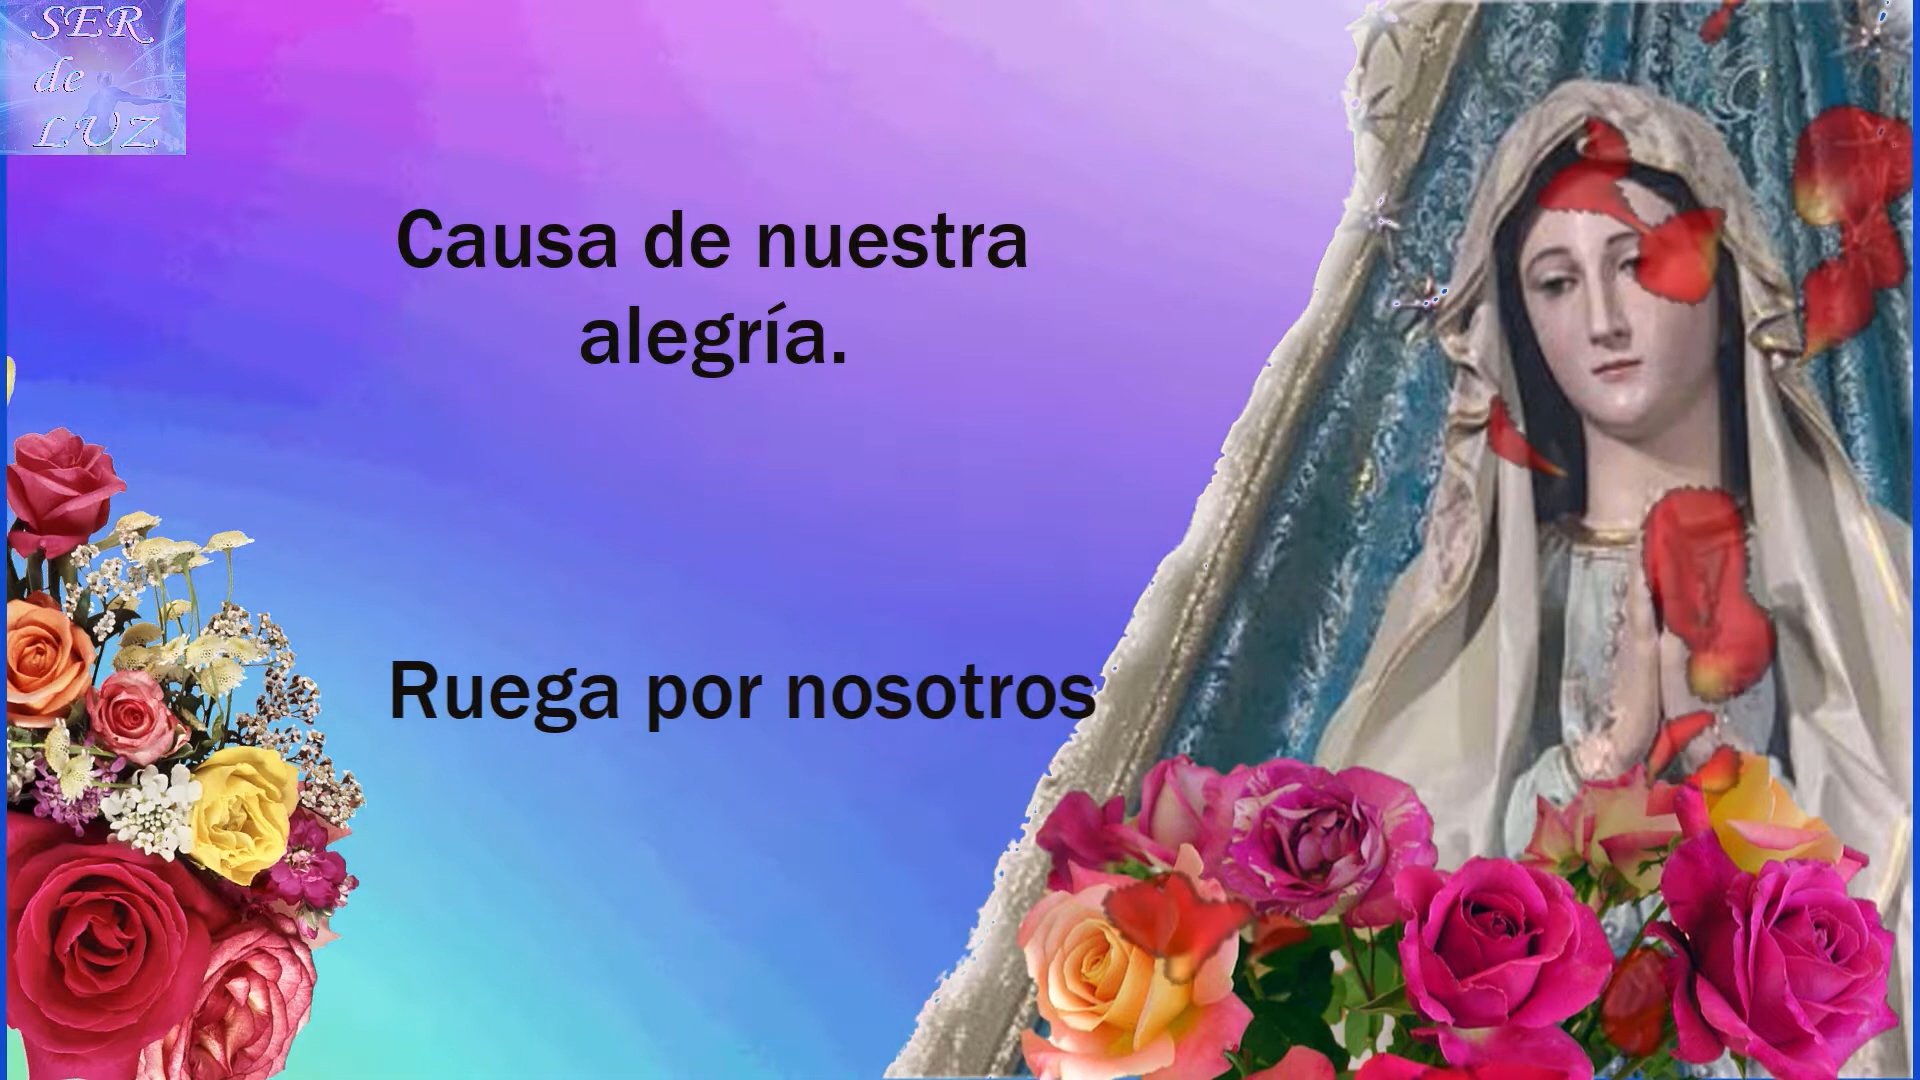 SER
de
LUZ
Causa de nuestra
alegría.
Ruega por nosotros